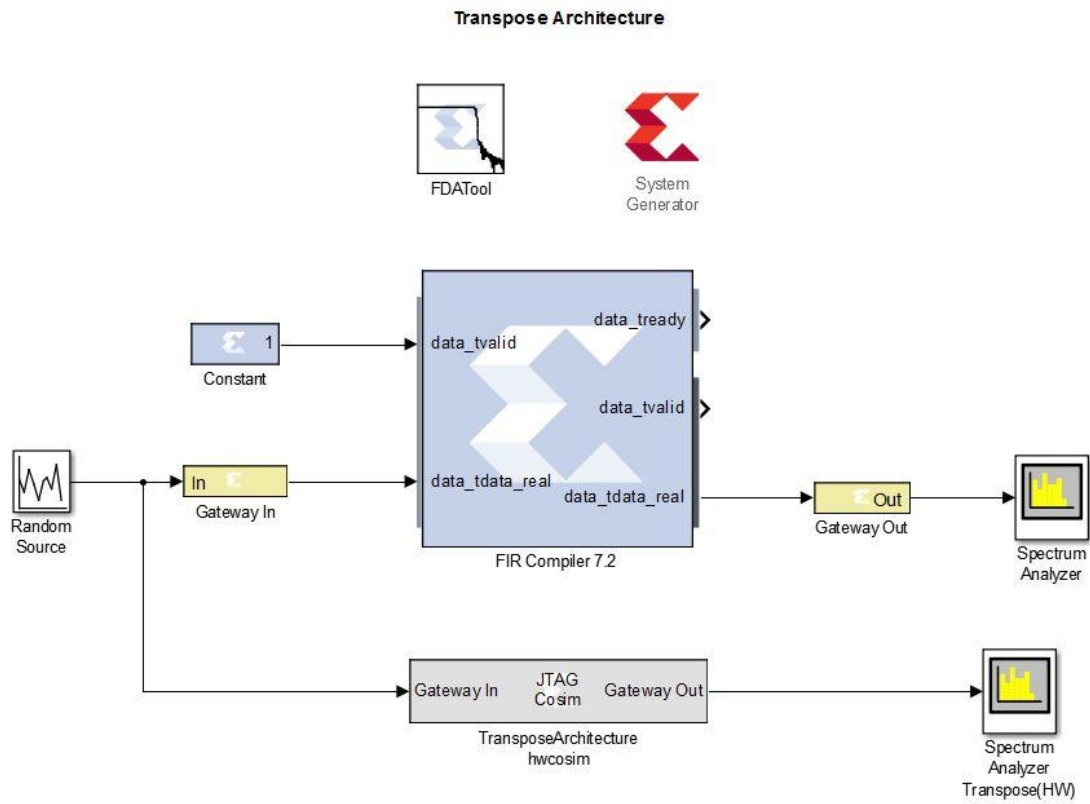 Transpose Architecture
FDATool
System
Generator
1
Constant
data_tvalid
data_tready
data_tvalid
In
Gateway In
data_tdata_real
data_tdata_real
FIR Compiler 7.2
Out
Gateway Out
Random
Source
Spectrum
Analyzer
Gateway In
JTAG
Cosim
Gateway Out
TransposeArchitecture
hwcosim
Spectrum
Analyzer
Transpose(HW)